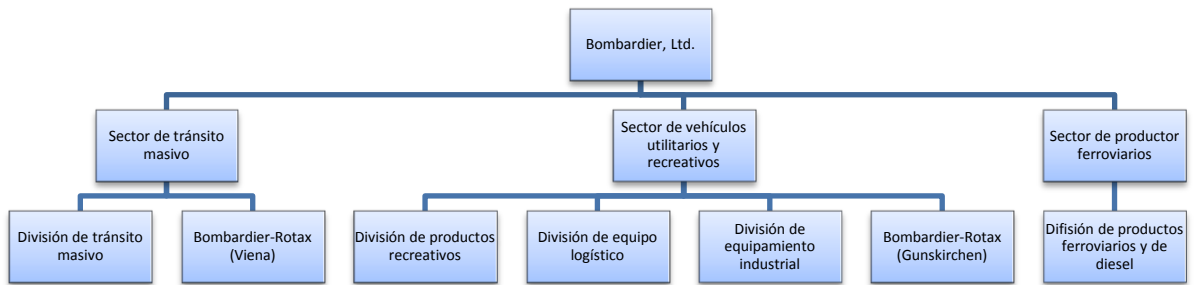 Bombardier, Ltd.
Sector de tránsito
masivo
Sector de vehículos
utilitarios y
recreativos
Sector de productor
ferroviarios
División de tránsito
masivo
Bombardier-Rotax
(Viena)
División de productos
recreativos
División de equipo
logístico
División de
equipamiento
industrial
Bombardier-Rotax
(Gunskirchen)
Difisión de productos
ferroviarios y de
diesel